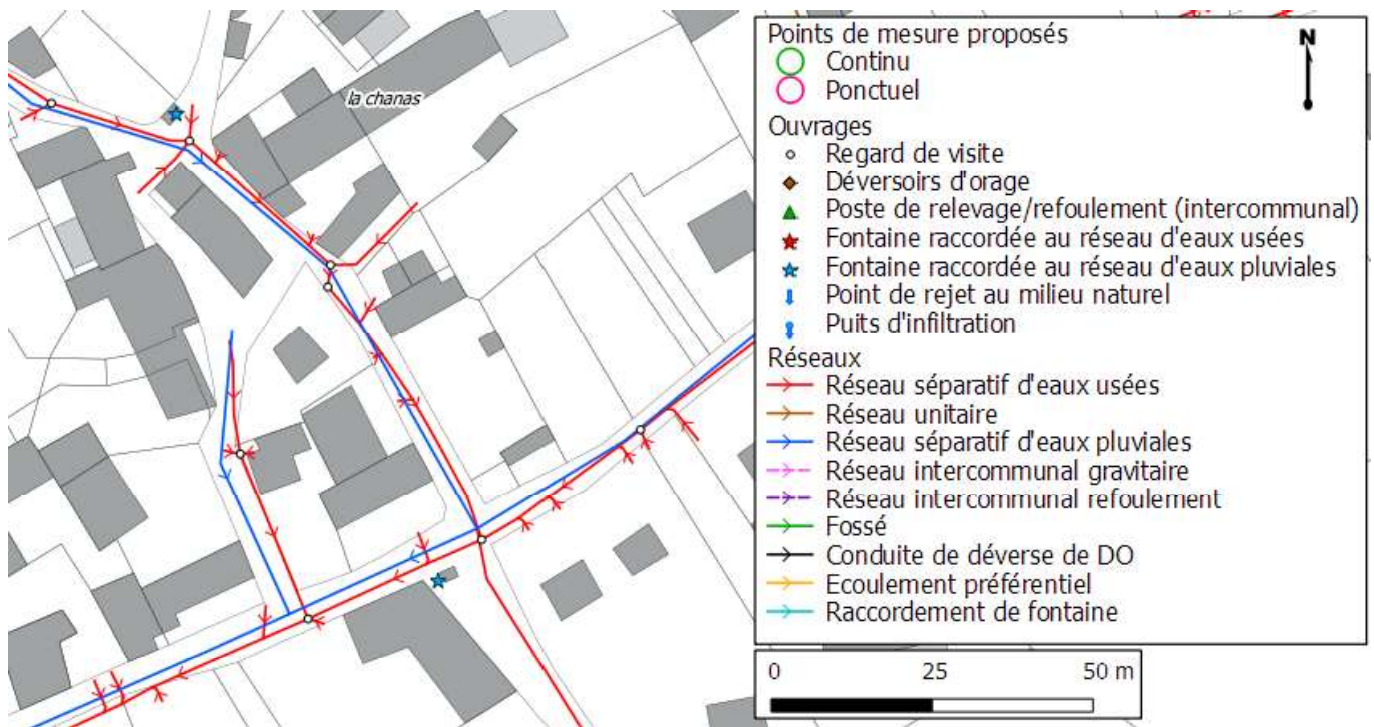 la chanas
Points de mesure proposés
Continu
Ponctuel
N
Ouvrages
Regard de visite
Déversoirs d'orage
Poste de relevage/refoulement (intercommunal)
Fontaine raccordée au réseau d'eaux usées
Fontaine raccordée au réseau d'eaux pluviales
Point de rejet au milieu naturel
Puits d'infiltration
Réseaux
Réseau séparatif d'eaux usées
Réseau unitaire
Réseau séparatif d'eaux pluviales
Réseau intercommunal gravitaire
Réseau intercommunal refoulement
Fossé
Conduite de déverse de DO
Ecoulement préférentiel
Raccordement de fontaine
0 25 50 m